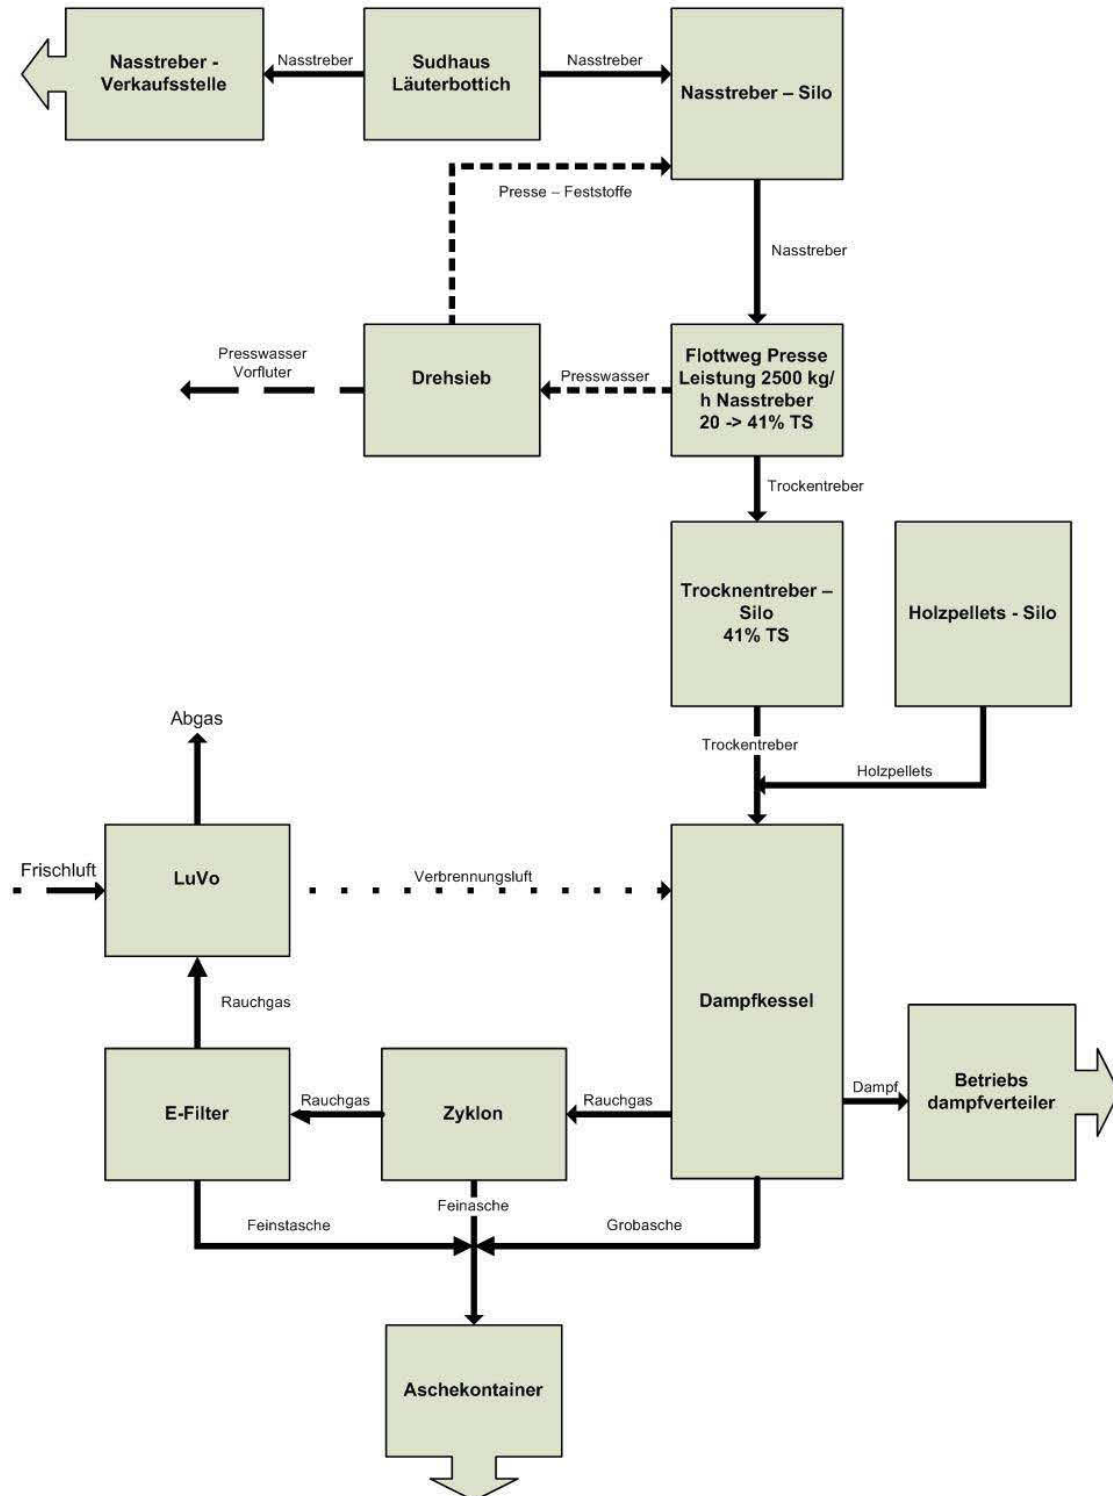 Nasstreber -
Verkaufsstelle
Nasstreber
Sudhaus
Läuterbottich
Nasstreber
Nasstreber – Silo
Presse – Feststoffe
Nasstreber
Presswasser
Vorfluter
Drehsieb
Presswasser
Flottweg Presse
Leistung 2500 kg/
h Nasstreber
20 -> 41% TS
Trockentreber
Trocknentreber –
Silo
41% TS
Holzpellets - Silo
Abgas
Trockentreber
Holzpellets
Frischluft
LuVo
Verbrennungsluft
Dampfkessel
Rauchgas
E-Filter
Rauchgas
Zyklon
Rauchgas
Dampf
Betriebs
dampfverteiler
Feinstasche
Feinasche
Grobasche
Aschekontainer